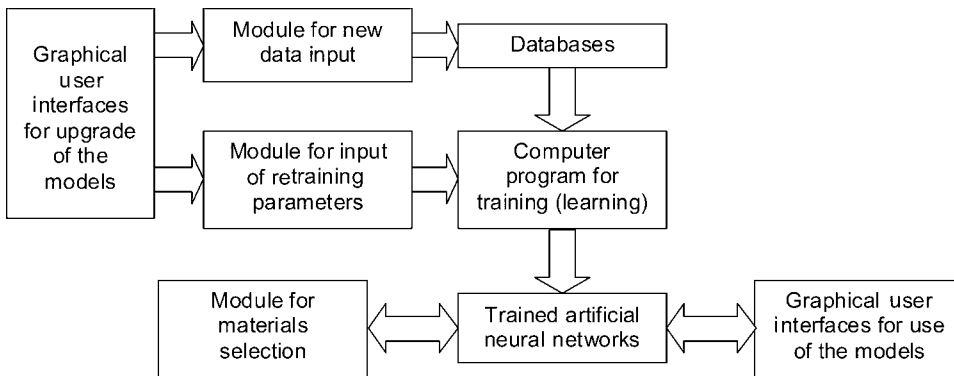 Graphical
user
interfaces
for upgrade
of the
models
Module for new
data input
Databases
Module for input
of retraining
parameters
Computer
program for
training (learning)
Module for
materials
selection
Trained artificial
neural networks
Graphical user
interfaces for use
of the models